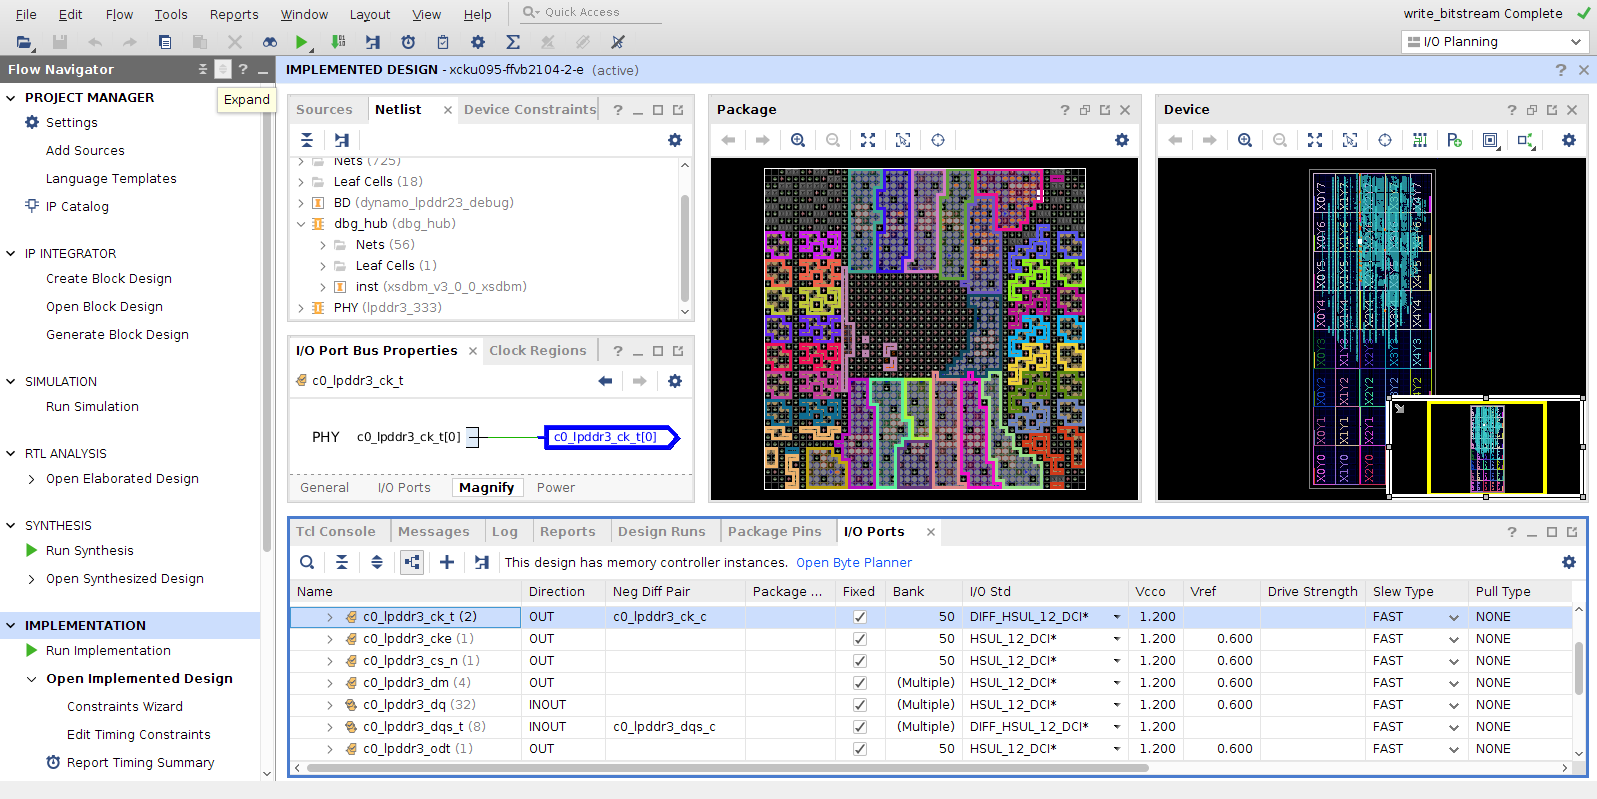 File Edit Flow Tools Reports Window Layout View Help Quick Access
write_bitstream Complete
I/O Planning
Flow Navigator
IMPLEMENTED DESIGN - xcku095-ffvb2104-2-e (active)
Expand
PROJECT MANAGER
Settings
Add Sources
Language Templates
IP Catalog
IP INTEGRATOR
Create Block Design
Open Block Design
Generate Block Design
SIMULATION
Run Simulation
RTL ANALYSIS
Open Elaborated Design
SYNTHESIS
Run Synthesis
Open Synthesized Design
IMPLEMENTATION
Run Implementation
Open Implemented Design
Constraints Wizard
Edit Timing Constraints
Report Timing Summary
Sources Netlist Device Constraints
Nets (725)
Leaf Cells (18)
BD (dynamo_lpddr23_debug)
dbg_hub (dbg_hub)
Nets (56)
Leaf Cells (1)
inst (xsdbm_v3_0_0_xsdbm)
PHY (lpddr3_333)
I/O Port Bus Properties Clock Regions
c0_lpddr3_ck_t
PHY c0_lpddr3_ck_t[0] c0_lpddr3_ck_t[0]
General I/O Ports Magnify Power
Package
Device
X0Y7 X1Y7 X2Y7 X3Y7 X4Y7
X0Y6 X1Y6 X2Y6 X3Y6 X4Y6
X0Y5 X1Y5 X2Y5 X3Y5 X4Y5
X0Y4 X1Y4 X2Y4 X3Y4 X4Y4
X0Y3 X1Y3 X2Y3 X3Y3 X4Y3
X0Y2 X1Y2 X2Y2 X3Y2
X0Y1 X1Y1 X2Y1
X0Y0 X1Y0 X2Y0
Tcl Console Messages Log Reports Design Runs Package Pins I/O Ports
This design has memory controller instances. Open Byte Planner
Name Direction Neg Diff Pair Package ... Fixed Bank I/O Std Vcco Vref Drive Strength Slew Type Pull Type
c0_lpddr3_ck_t (2) OUT c0_lpddr3_ck_c 50 DIFF_HSUL_12_DCI* 1.200 FAST NONE
c0_lpddr3_cke (1) OUT 50 HSUL_12_DCI* 1.200 0.600 FAST NONE
c0_lpddr3_cs_n (1) OUT 50 HSUL_12_DCI* 1.200 0.600 FAST NONE
c0_lpddr3_dm (4) OUT (Multiple) HSUL_12_DCI* 1.200 0.600 FAST NONE
c0_lpddr3_dq (32) INOUT (Multiple) HSUL_12_DCI* 1.200 0.600 FAST NONE
c0_lpddr3_dqs_t (8) INOUT c0_lpddr3_dqs_c (Multiple) DIFF_HSUL_12_DCI* 1.200 FAST NONE
c0_lpddr3_odt (1) OUT 50 HSUL_12_DCI* 1.200 0.600 FAST NONE